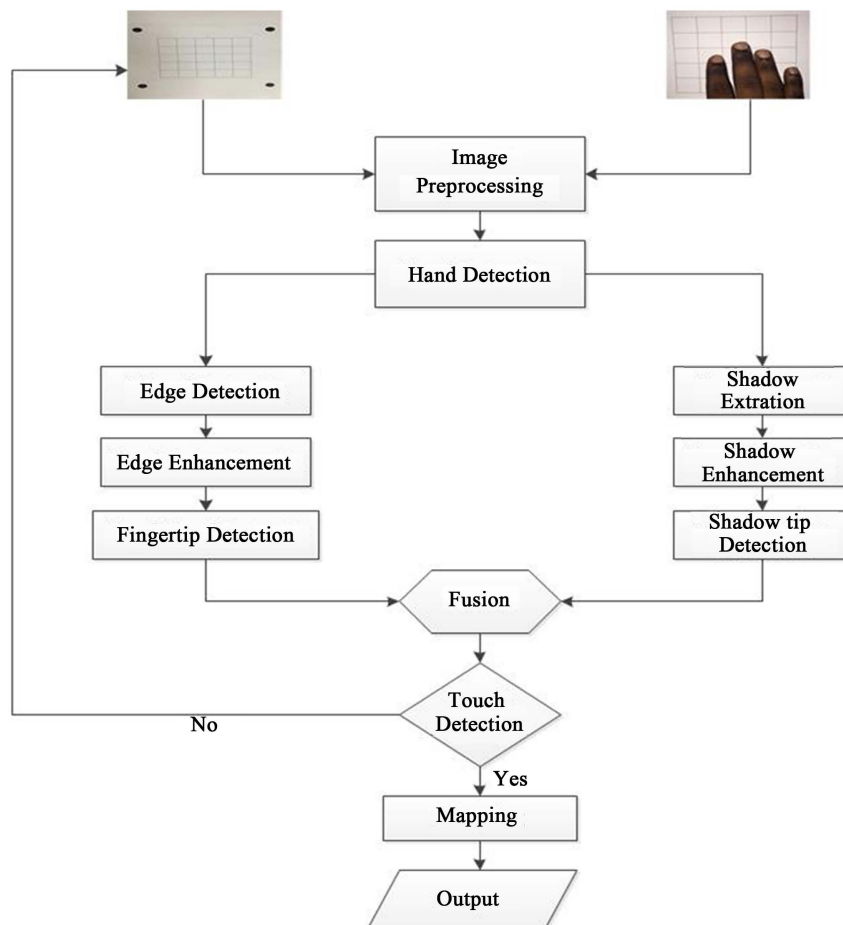 Image
Preprocessing
Hand Detection
Edge Detection
Shadow
Extration
Edge Enhancement
Shadow
Enhancement
Fingertip Detection
Shadow tip
Detection
Fusion
Touch
Detection
No
Yes
Mapping
Output